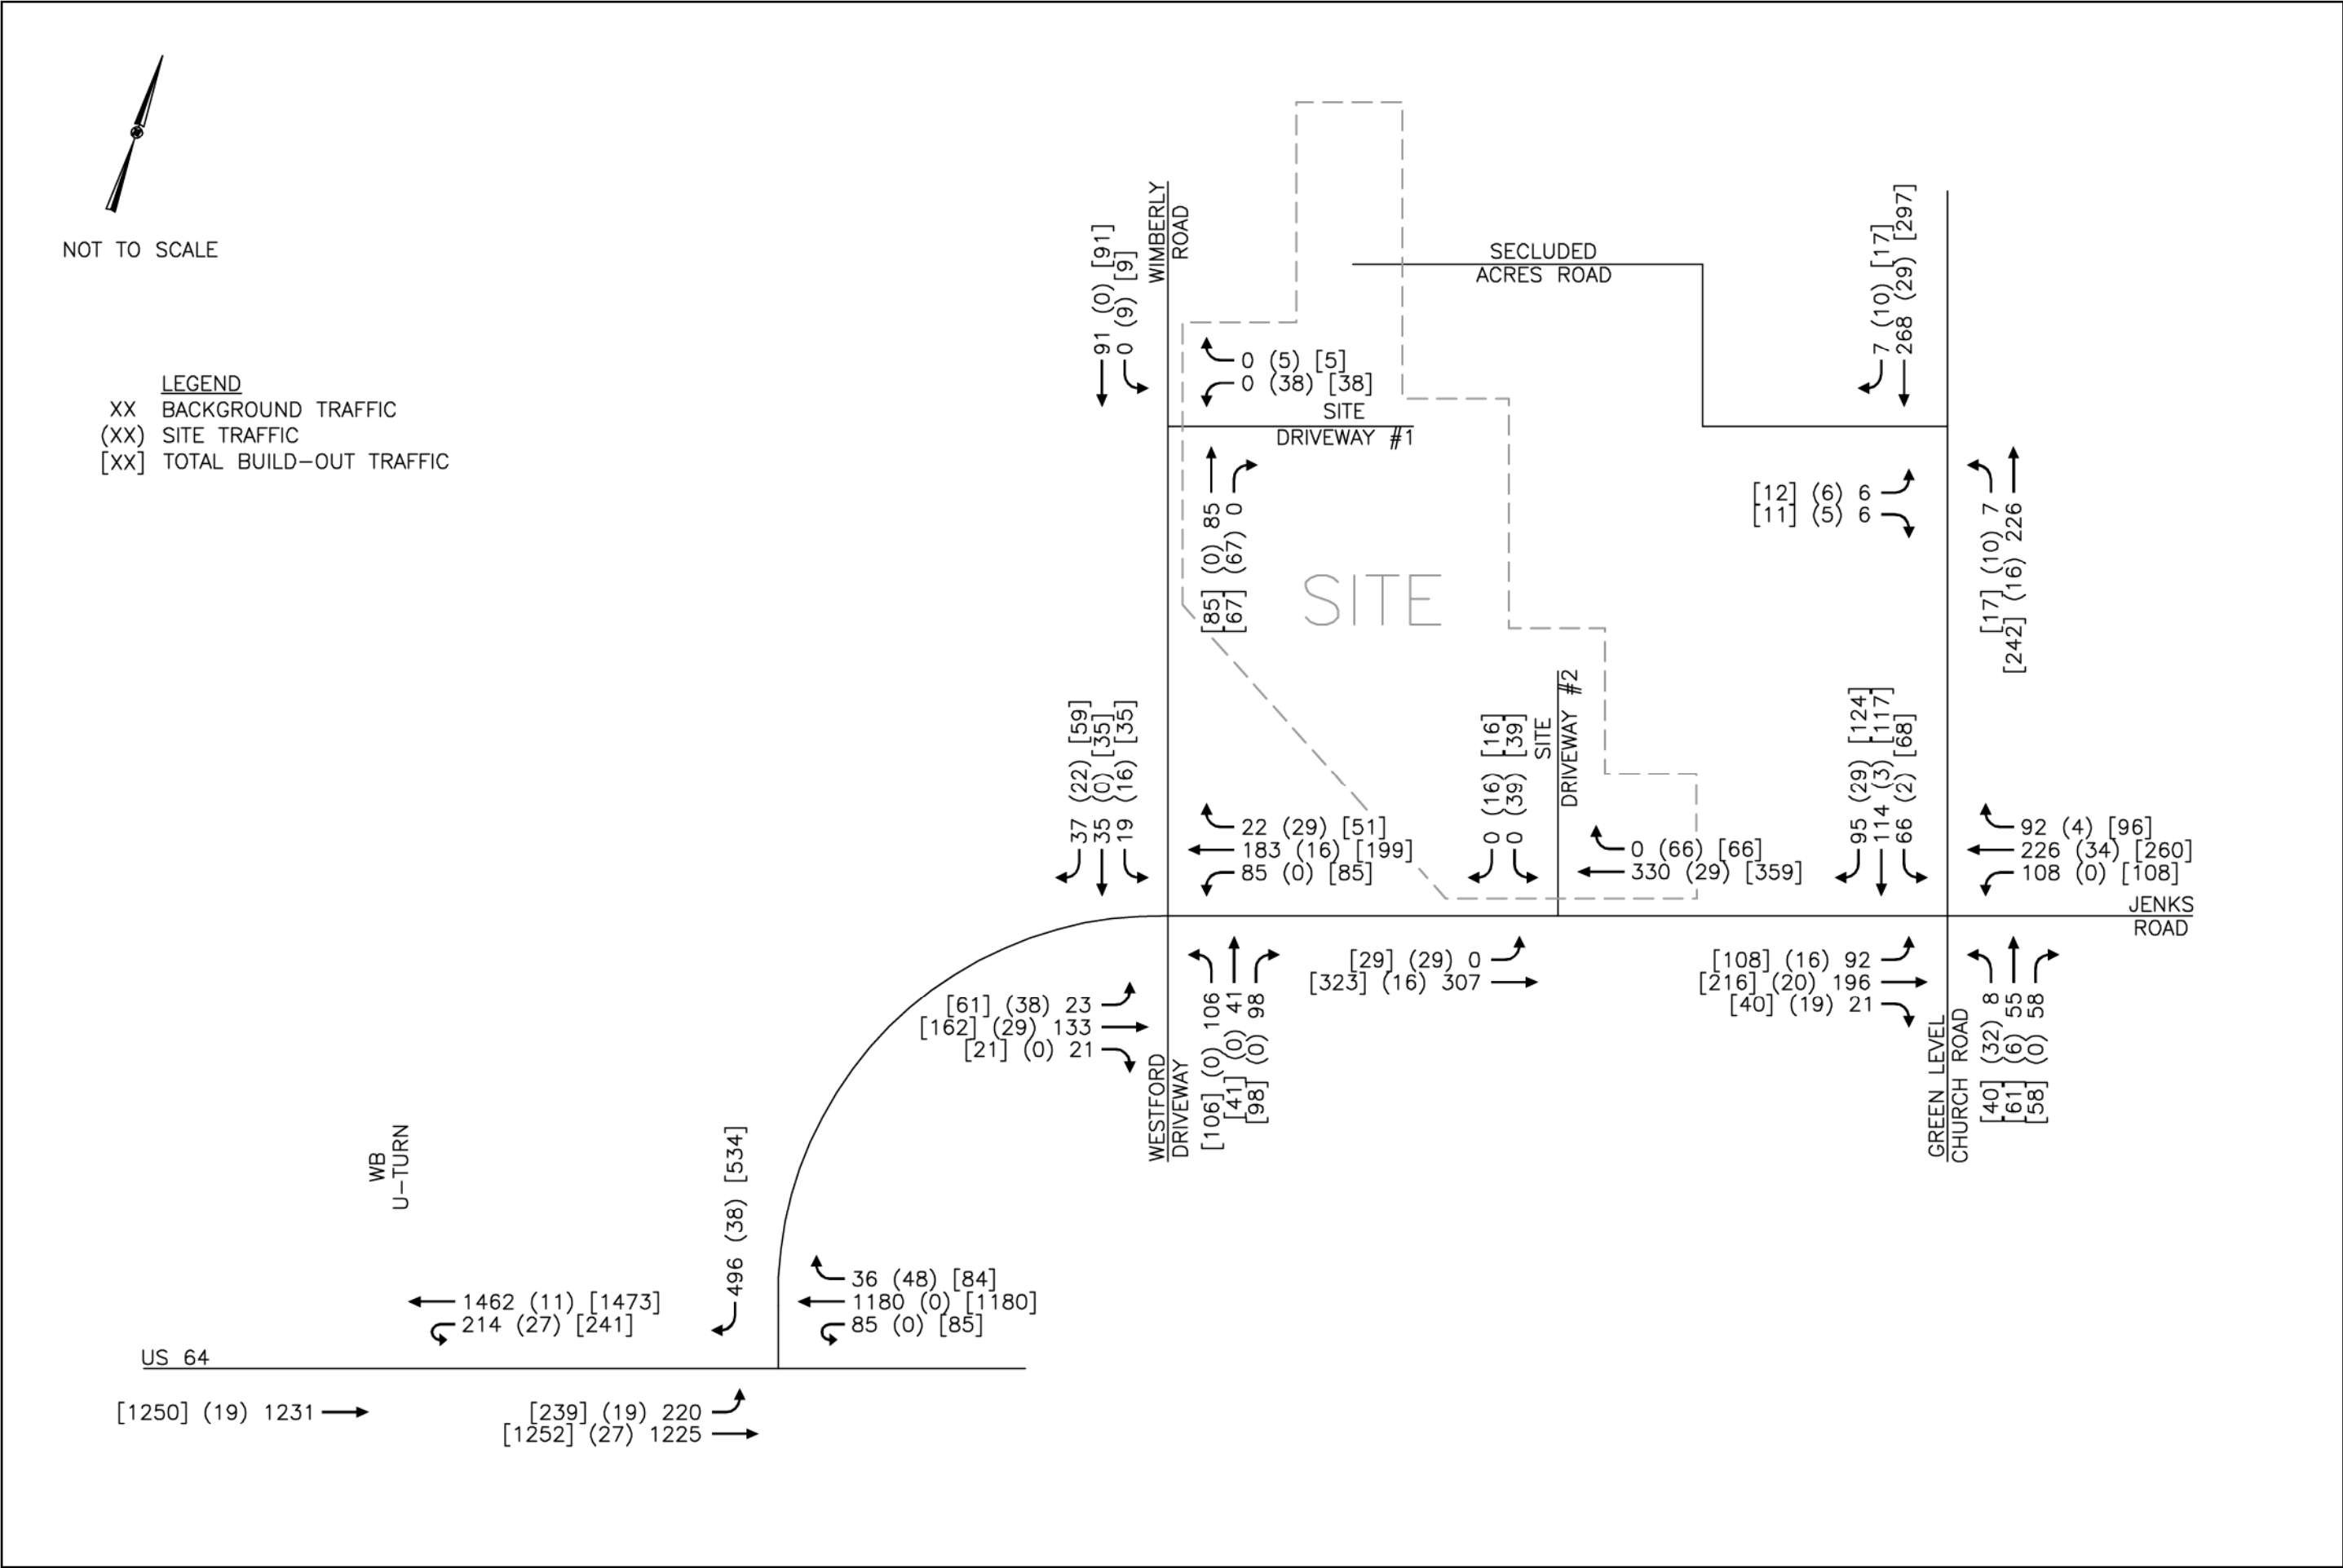 NOT TO SCALE
LEGEND
XX BACKGROUND TRAFFIC
(XX) SITE TRAFFIC
[XX] TOTAL BUILD-OUT TRAFFIC
WIMBERLY
ROAD
91 (0) [91]
0 (9) [9]
0 (5) [5]
0 (38) [38]
SITE
DRIVEWAY #1
[85] (0) 85
[67] (67) 0
SECLUDED
ACRES ROAD
7 (10) [17]
268 (29) [297]
[12] (6) 6
[11] (5) 6
[17] (10) 7
[242] (16) 226
SITE
37 (22) [59]
35 (0) [35]
19 (16) [35]
22 (29) [51]
183 (16) [199]
85 (0) [85]
0 (16) [16]
0 (39) [39]
SITE
DRIVEWAY #2
0 (66) [66]
330 (29) [359]
95 (29) [124]
114 (3) [117]
66 (2) [68]
92 (4) [96]
226 (34) [260]
108 (0) [108]
JENKS
ROAD
[61] (38) 23
[162] (29) 133
[21] (0) 21
WESTFORD
DRIVEWAY
[106] (0) 106
[41] (0) 41
[98] (0) 98
[29] (29) 0
[323] (16) 307
[108] (16) 92
[216] (20) 196
[40] (19) 21
GREEN LEVEL
CHURCH ROAD
[40] (32) 8
[61] (6) 55
[58] (0) 58
WB
U-TURN
1462 (11) [1473]
214 (27) [241]
496 (38) [534]
36 (48) [84]
1180 (0) [1180]
85 (0) [85]
US 64
[1250] (19) 1231
[239] (19) 220
[1252] (27) 1225